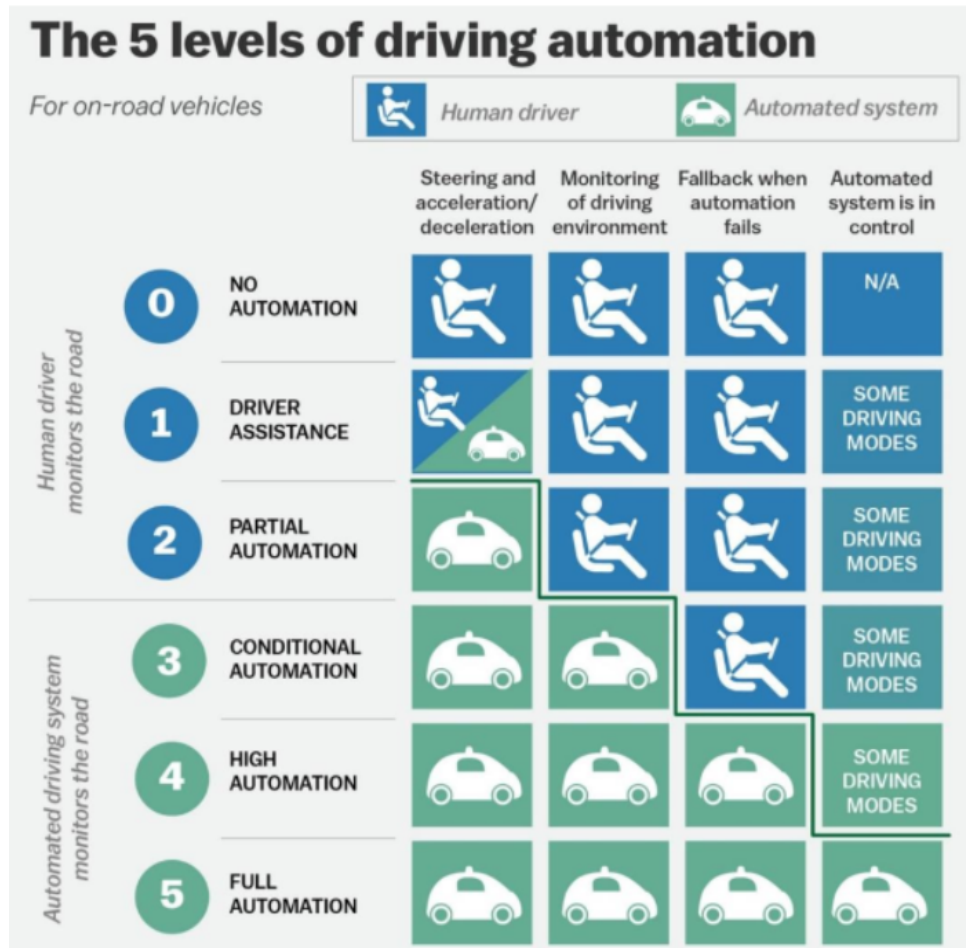 The 5 levels of driving automation
For on-road vehicles
Human driver
Automated system
Steering and
acceleration/
deceleration
Monitoring
of driving
environment
Fallback when
automation
fails
Automated
system is in
control
Human driver
monitors the road
0
NO
AUTOMATION
N/A
1
DRIVER
ASSISTANCE
SOME
DRIVING
MODES
2
PARTIAL
AUTOMATION
SOME
DRIVING
MODES
Automated driving system
monitors the road
3
CONDITIONAL
AUTOMATION
SOME
DRIVING
MODES
4
HIGH
AUTOMATION
SOME
DRIVING
MODES
5
FULL
AUTOMATION